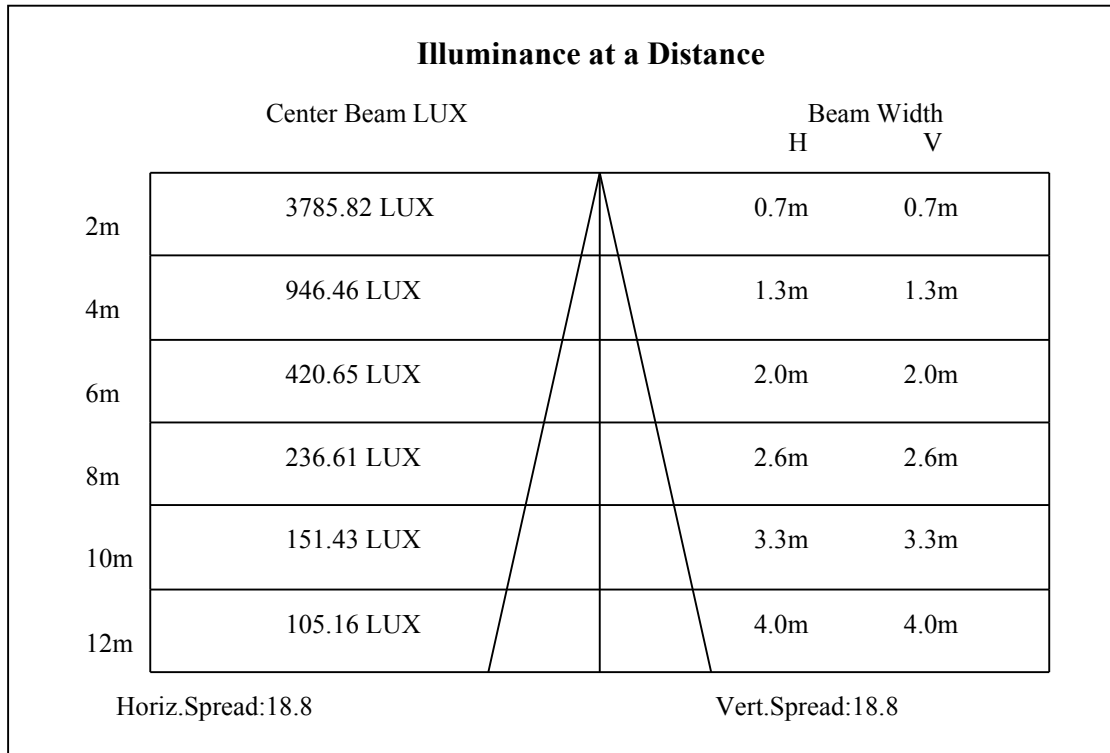 Illuminance at a Distance
Center Beam LUX Beam Width
H V
2m 3785.82 LUX 0.7m 0.7m
4m 946.46 LUX 1.3m 1.3m
6m 420.65 LUX 2.0m 2.0m
8m 236.61 LUX 2.6m 2.6m
10m 151.43 LUX 3.3m 3.3m
12m 105.16 LUX 4.0m 4.0m
Horiz.Spread:18.8 Vert.Spread:18.8